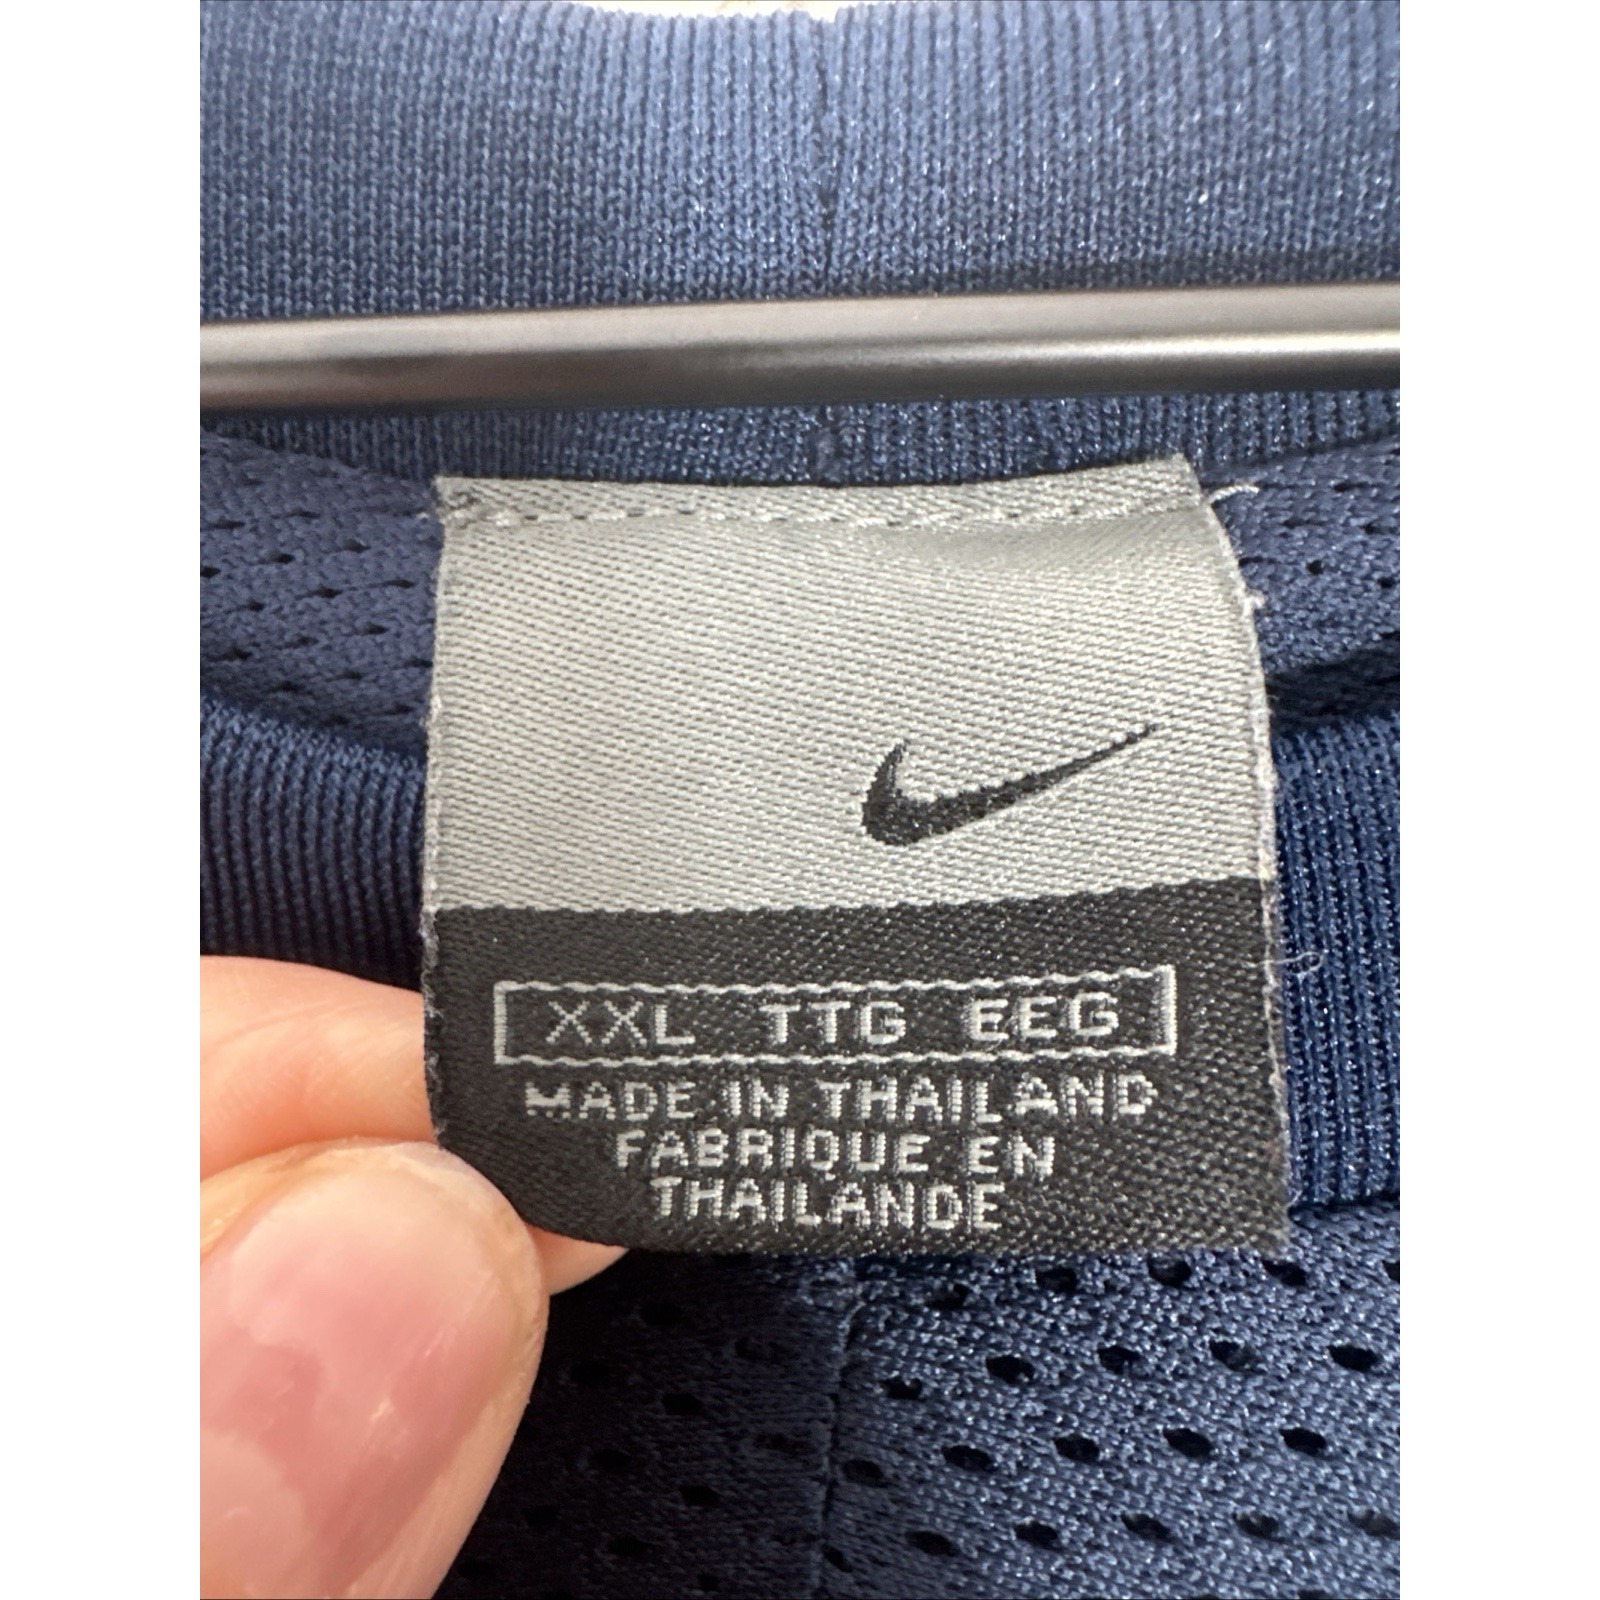 XXL TTG EEG
MADE IN THAILAND
FABRIQUE EN
THAILANDE